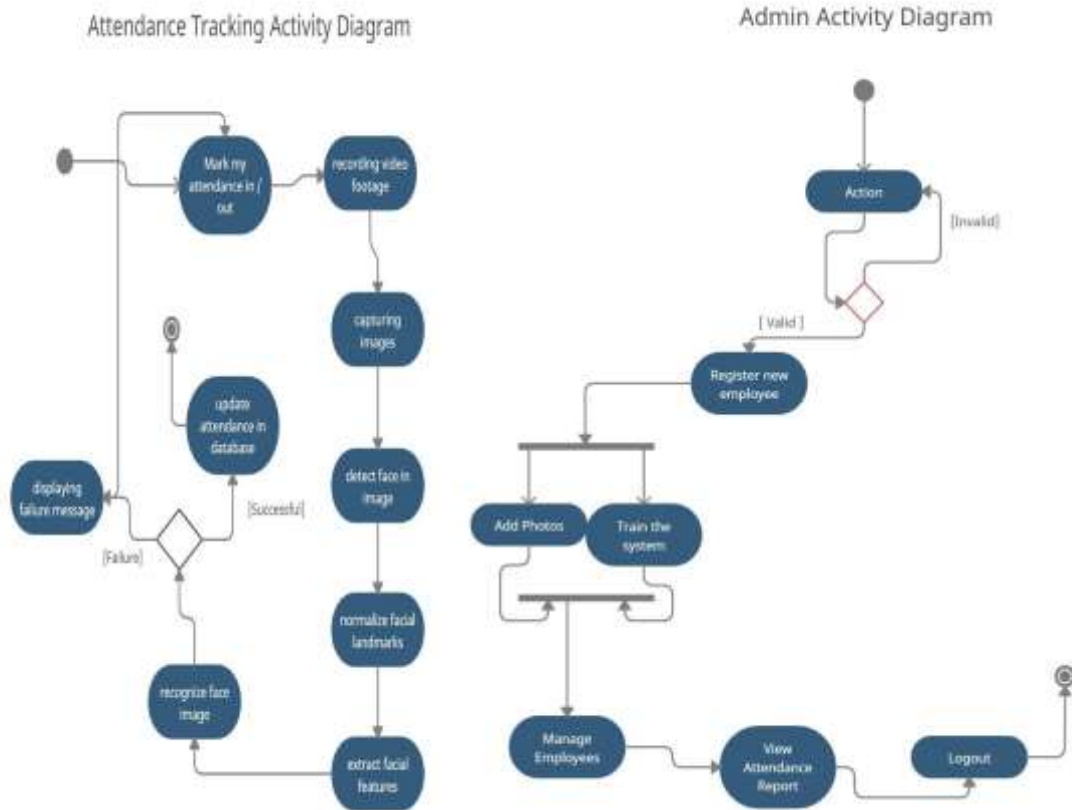 Attendance Tracking Activity Diagram
Mark my
attendance in /
out
recording video
footage
capturing
images
update
attendance in
database
detect face in
image
displaying
failure message
[Successful]
[Failure]
normalize facial
landmarks
recognize face
image
extract facial
features
Admin Activity Diagram
Action
[Invalid]
[ Valid ]
Register new
employee
Add Photos
Train the
system
Manage
Employees
View
Attendance
Report
Logout